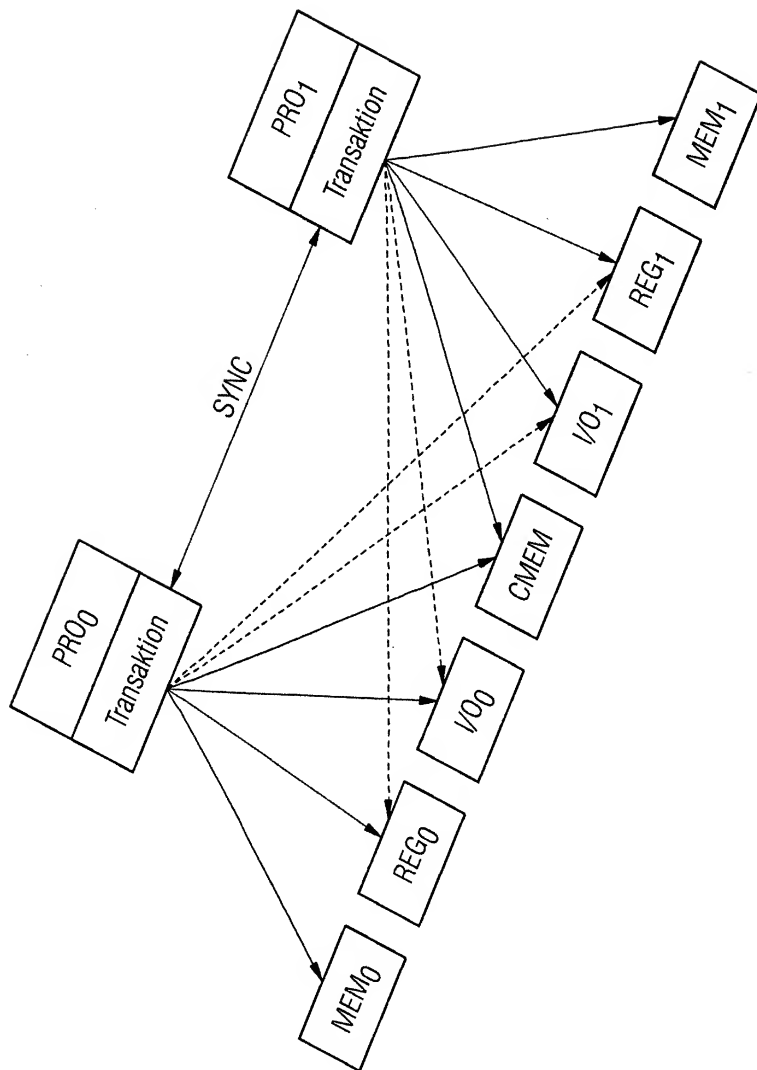 PRO₀
Transaktion
SYNC
PRO₁
Transaktion
MEM₀
REG₀
I/O₀
CMEM
I/O₁
REG₁
MEM₁